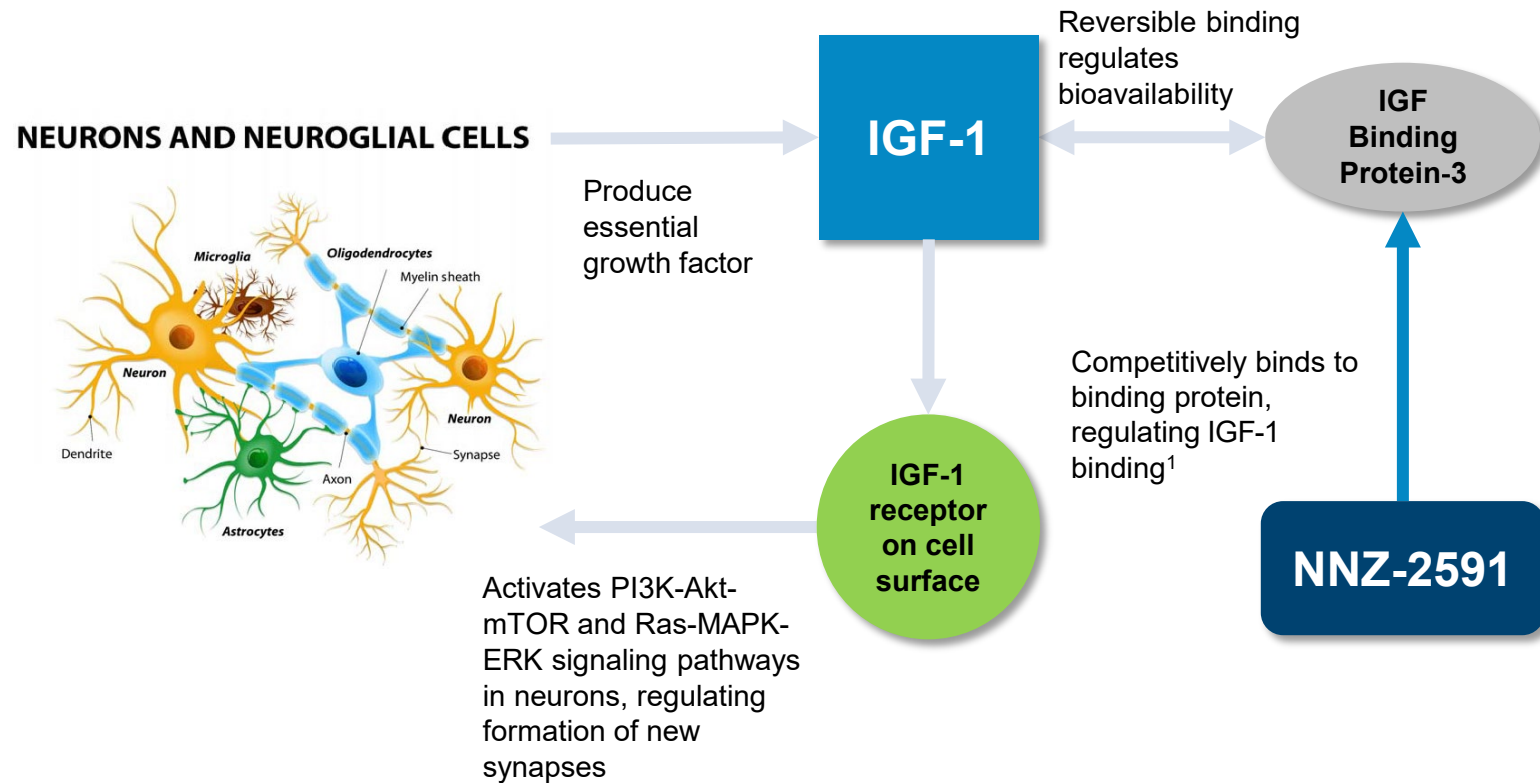 Reversible binding
regulates
bioavailability
NEURONS AND NEUROGLIAL CELLS
IGF-1
IGF
Binding
Protein-3
Produce
essential
growth factor
Microglia
Oligodendrocytes
Myelin sheath
Neuron
Neuron
Dendrite
Synapse
Axon
Astrocytes
Competitively binds to
binding protein,
regulating IGF-1
binding¹
IGF-1
receptor
on cell
surface
NNZ-2591
Activates PI3K-Akt-
mTOR and Ras-MAPK-
ERK signaling pathways
in neurons, regulating
formation of new
synapses